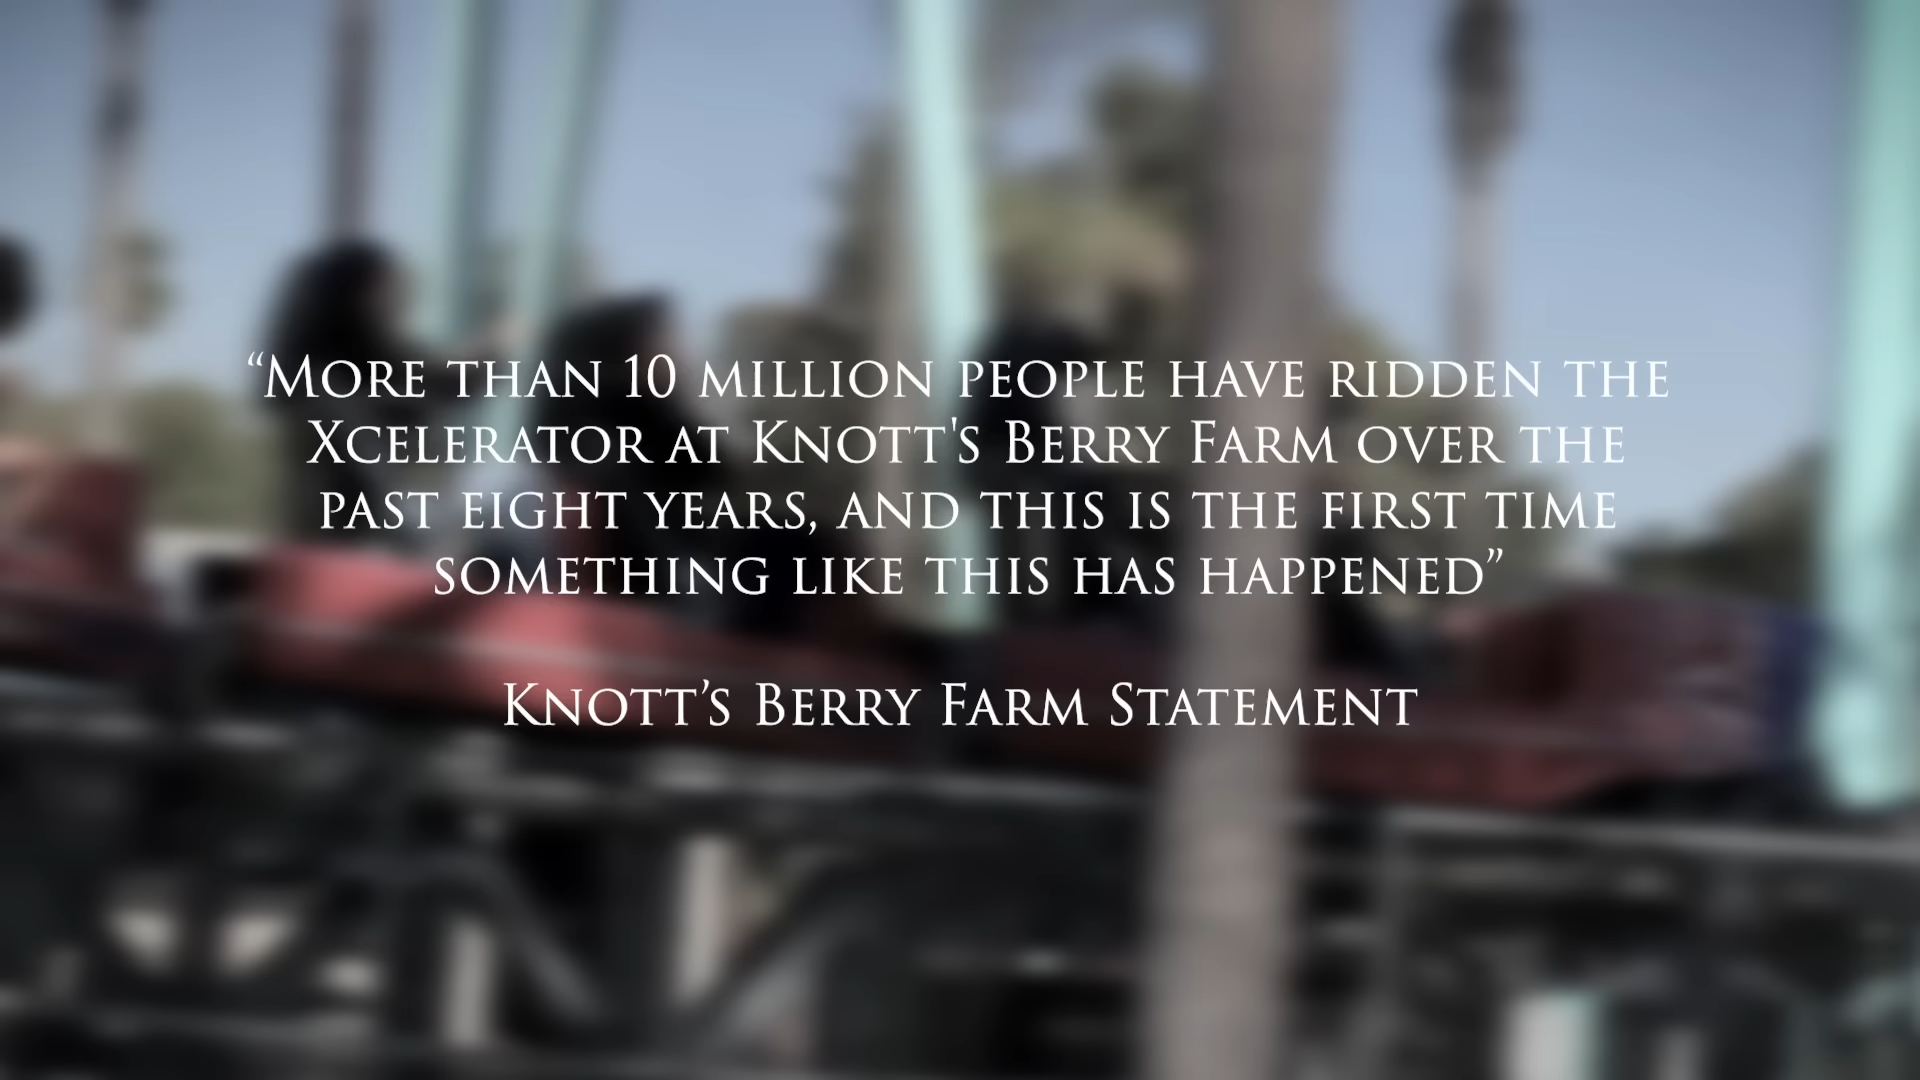 “More than 10 million people have ridden the
Xcelerator at Knott's Berry Farm over the
past eight years, and this is the first time
something like this has happened”
Knott’s Berry Farm Statement